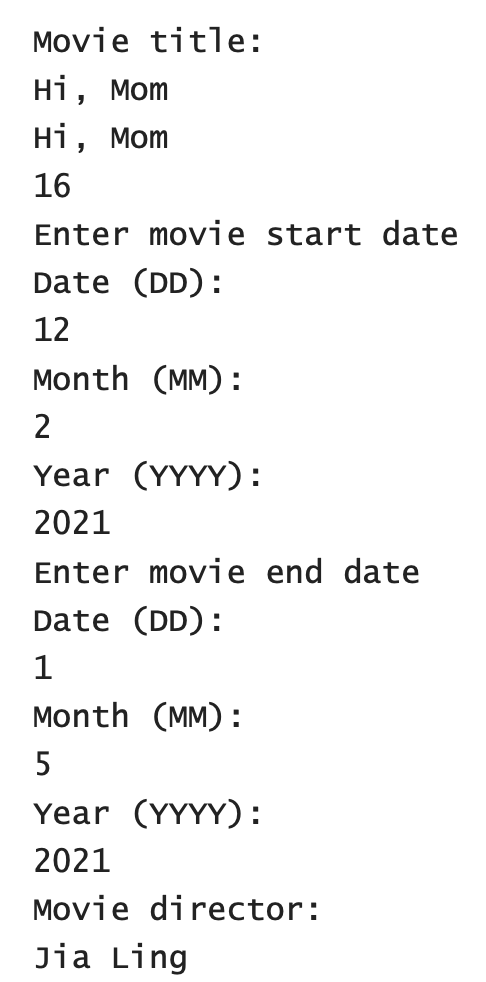 Movie title:
Hi, Mom
Hi, Mom
16
Enter movie start date
Date (DD):
12
Month (MM):
2
Year (YYYY):
2021
Enter movie end date
Date (DD):
1
Month (MM):
5
Year (YYYY):
2021
Movie director:
Jia Ling